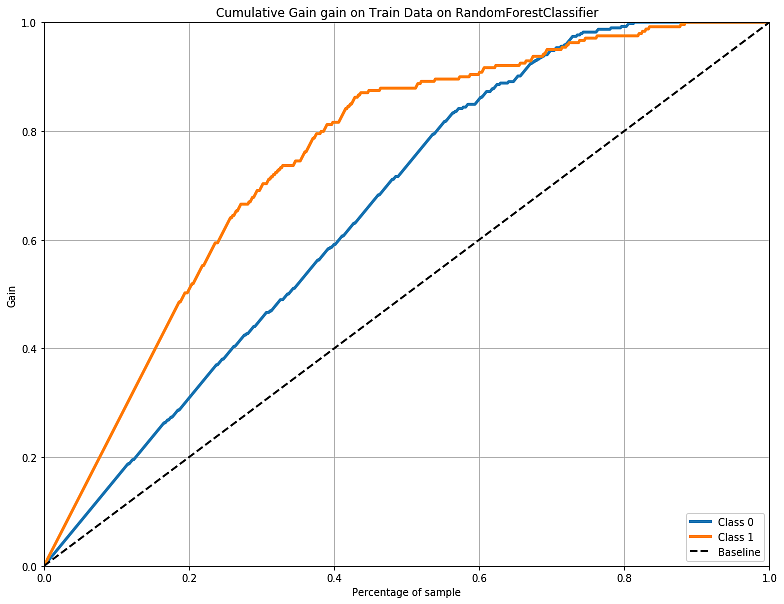 Cumulative Gain gain on Train Data on RandomForestClassifier
1.0
0.8
0.6
0.4
0.2
0.0
Gain
0.0 0.2 0.4 0.6 0.8 1.0
Percentage of sample
Class 0
Class 1
Baseline